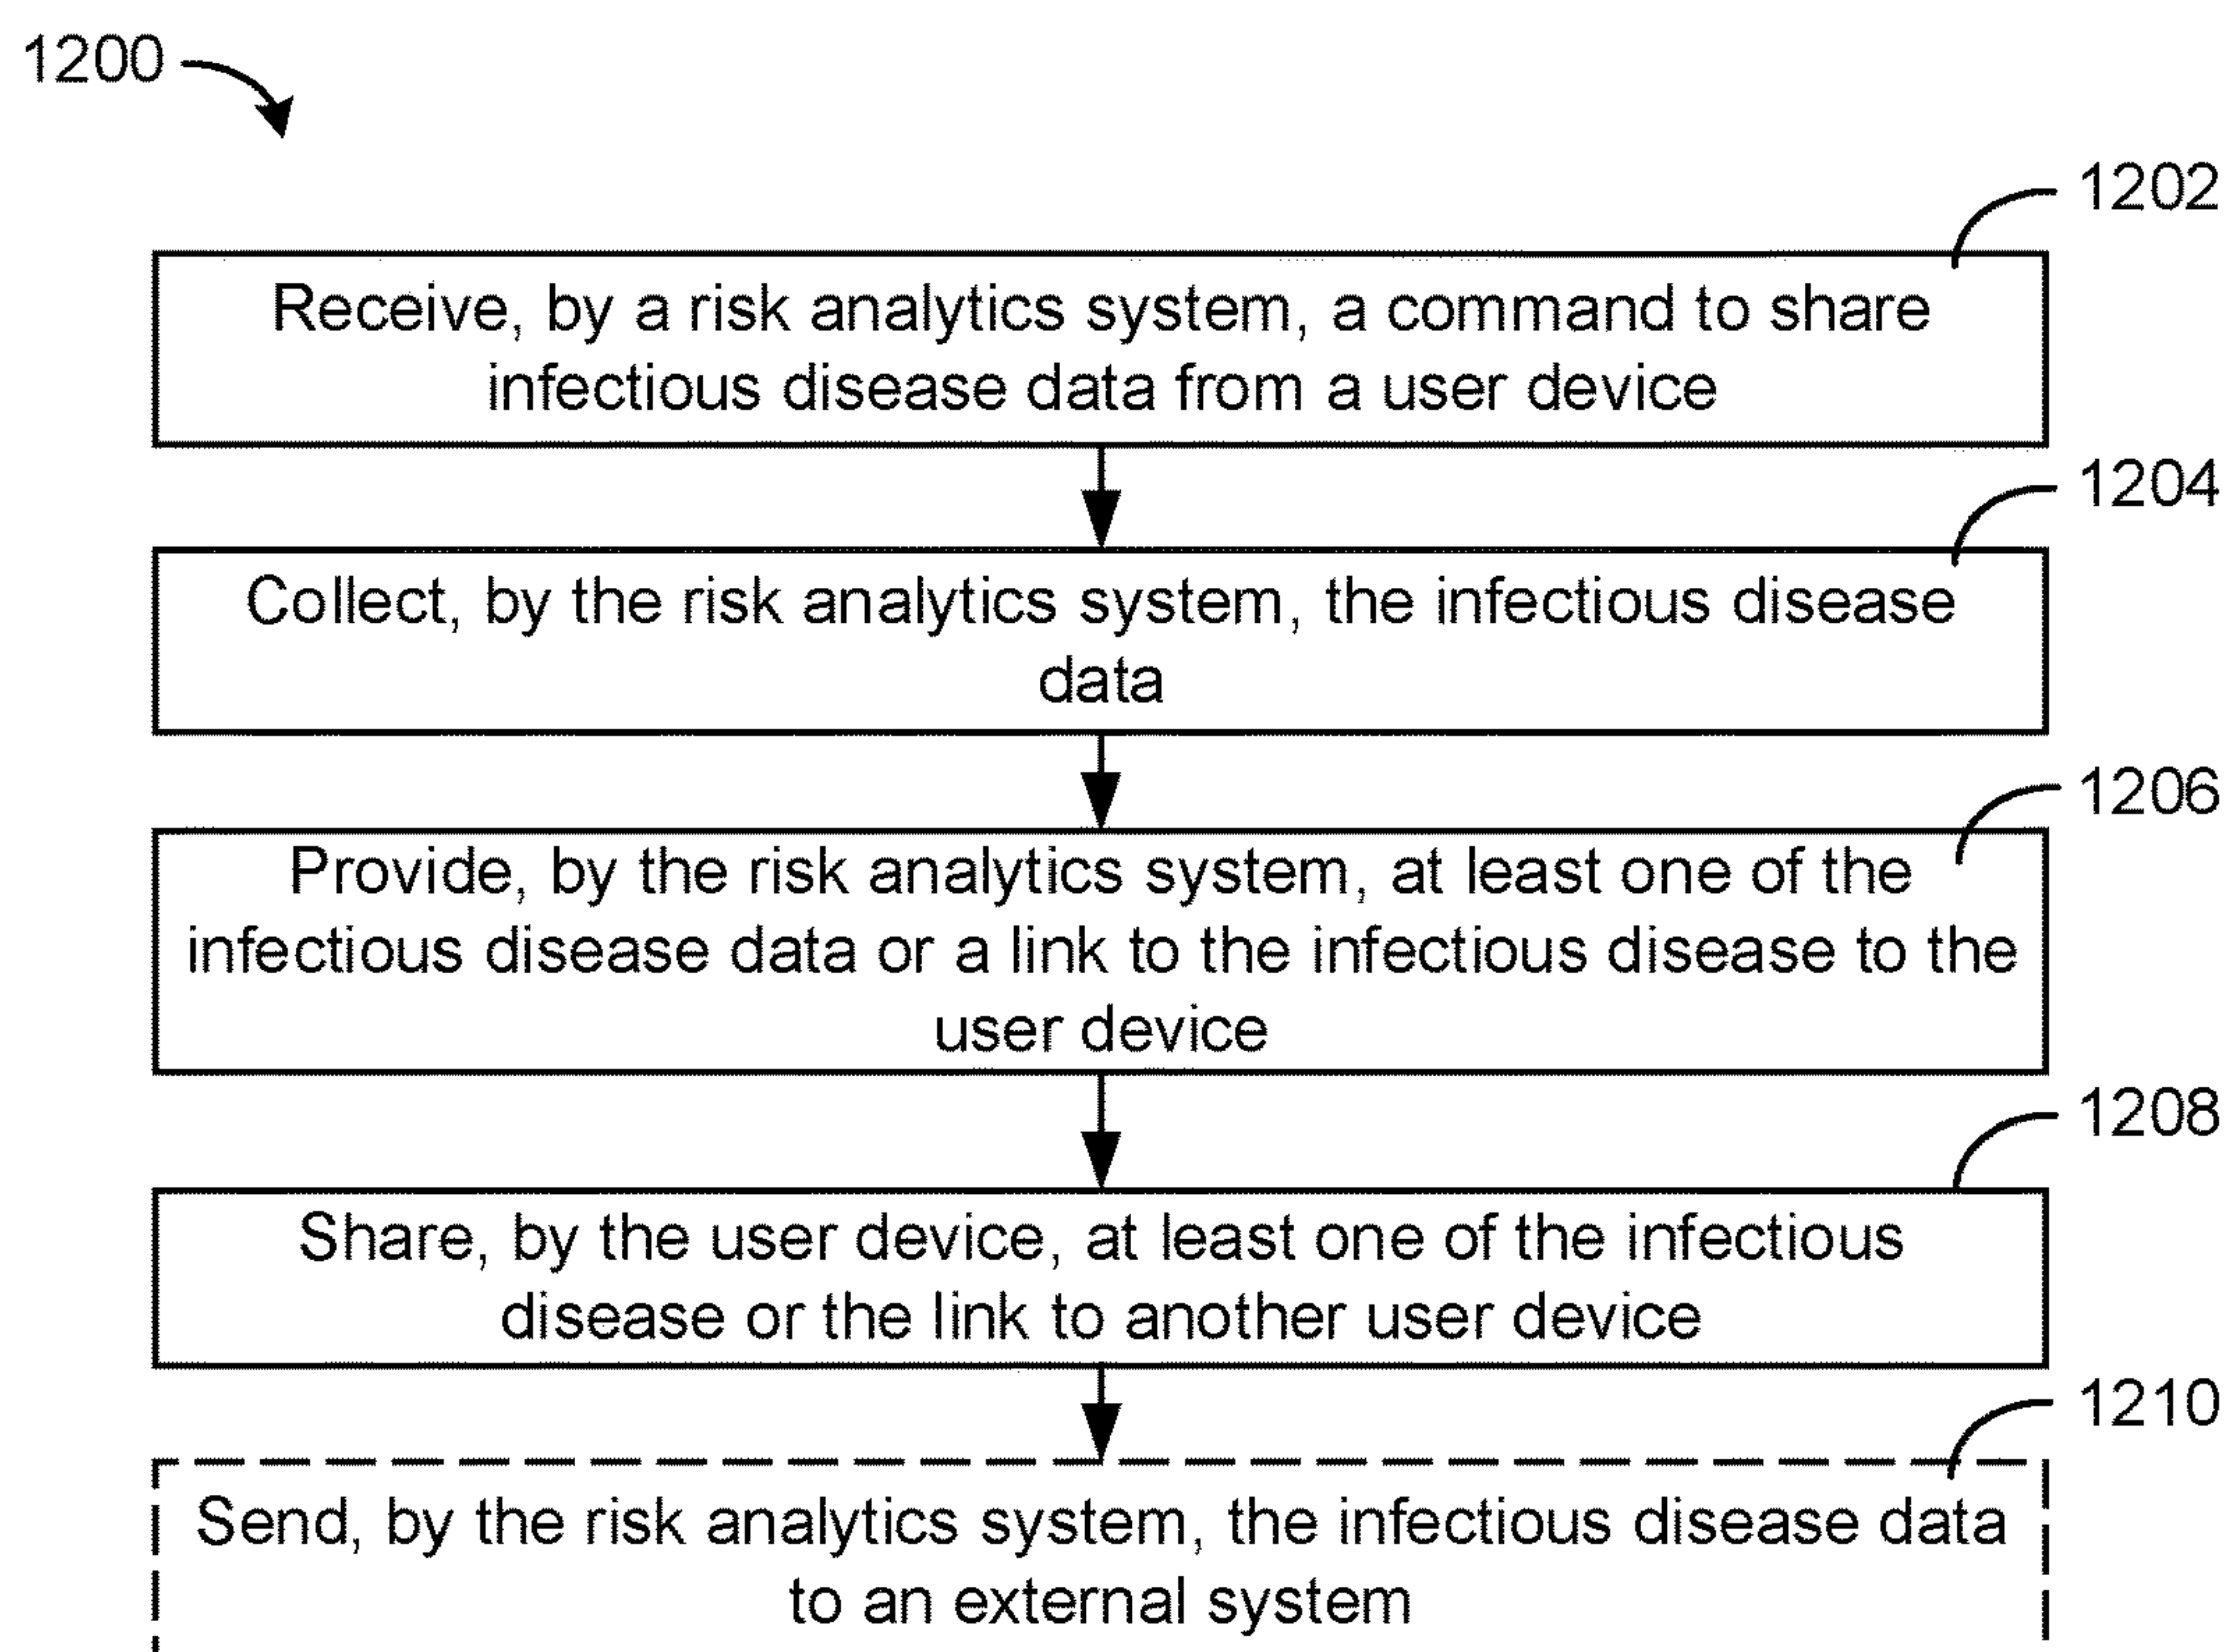 1200
1202
Receive, by a risk analytics system, a command to share
infectious disease data from a user device
1204
Collect, by the risk analytics system, the infectious disease
data
1206
Provide, by the risk analytics system, at least one of the
infectious disease data or a link to the infectious disease to the
user device
1208
Share, by the user device, at least one of the infectious
disease or the link to another user device
1210
Send, by the risk analytics system, the infectious disease data
to an external system